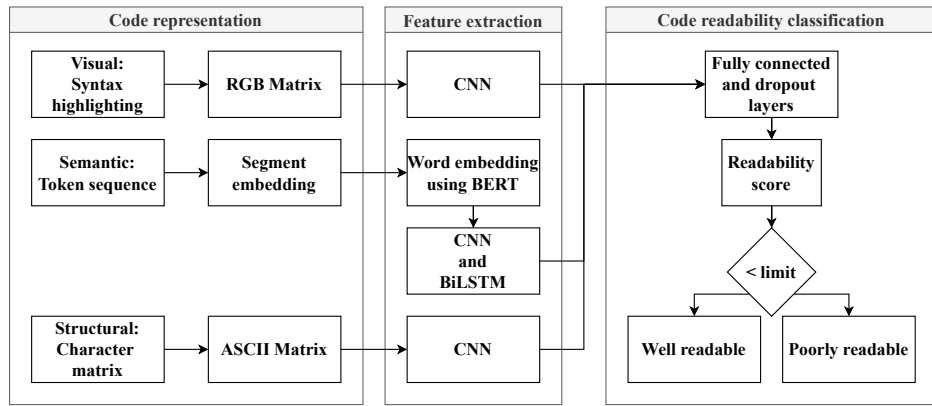 Code representation
Feature extraction
Code readability classification
Visual:
Syntax
highlighting
RGB Matrix
CNN
Fully connected
and dropout
layers
Semantic:
Token sequence
Segment
embedding
Word embedding
using BERT
Readability
score
CNN
and
BiLSTM
< limit
Structural:
Character
matrix
ASCII Matrix
CNN
Well readable
Poorly readable